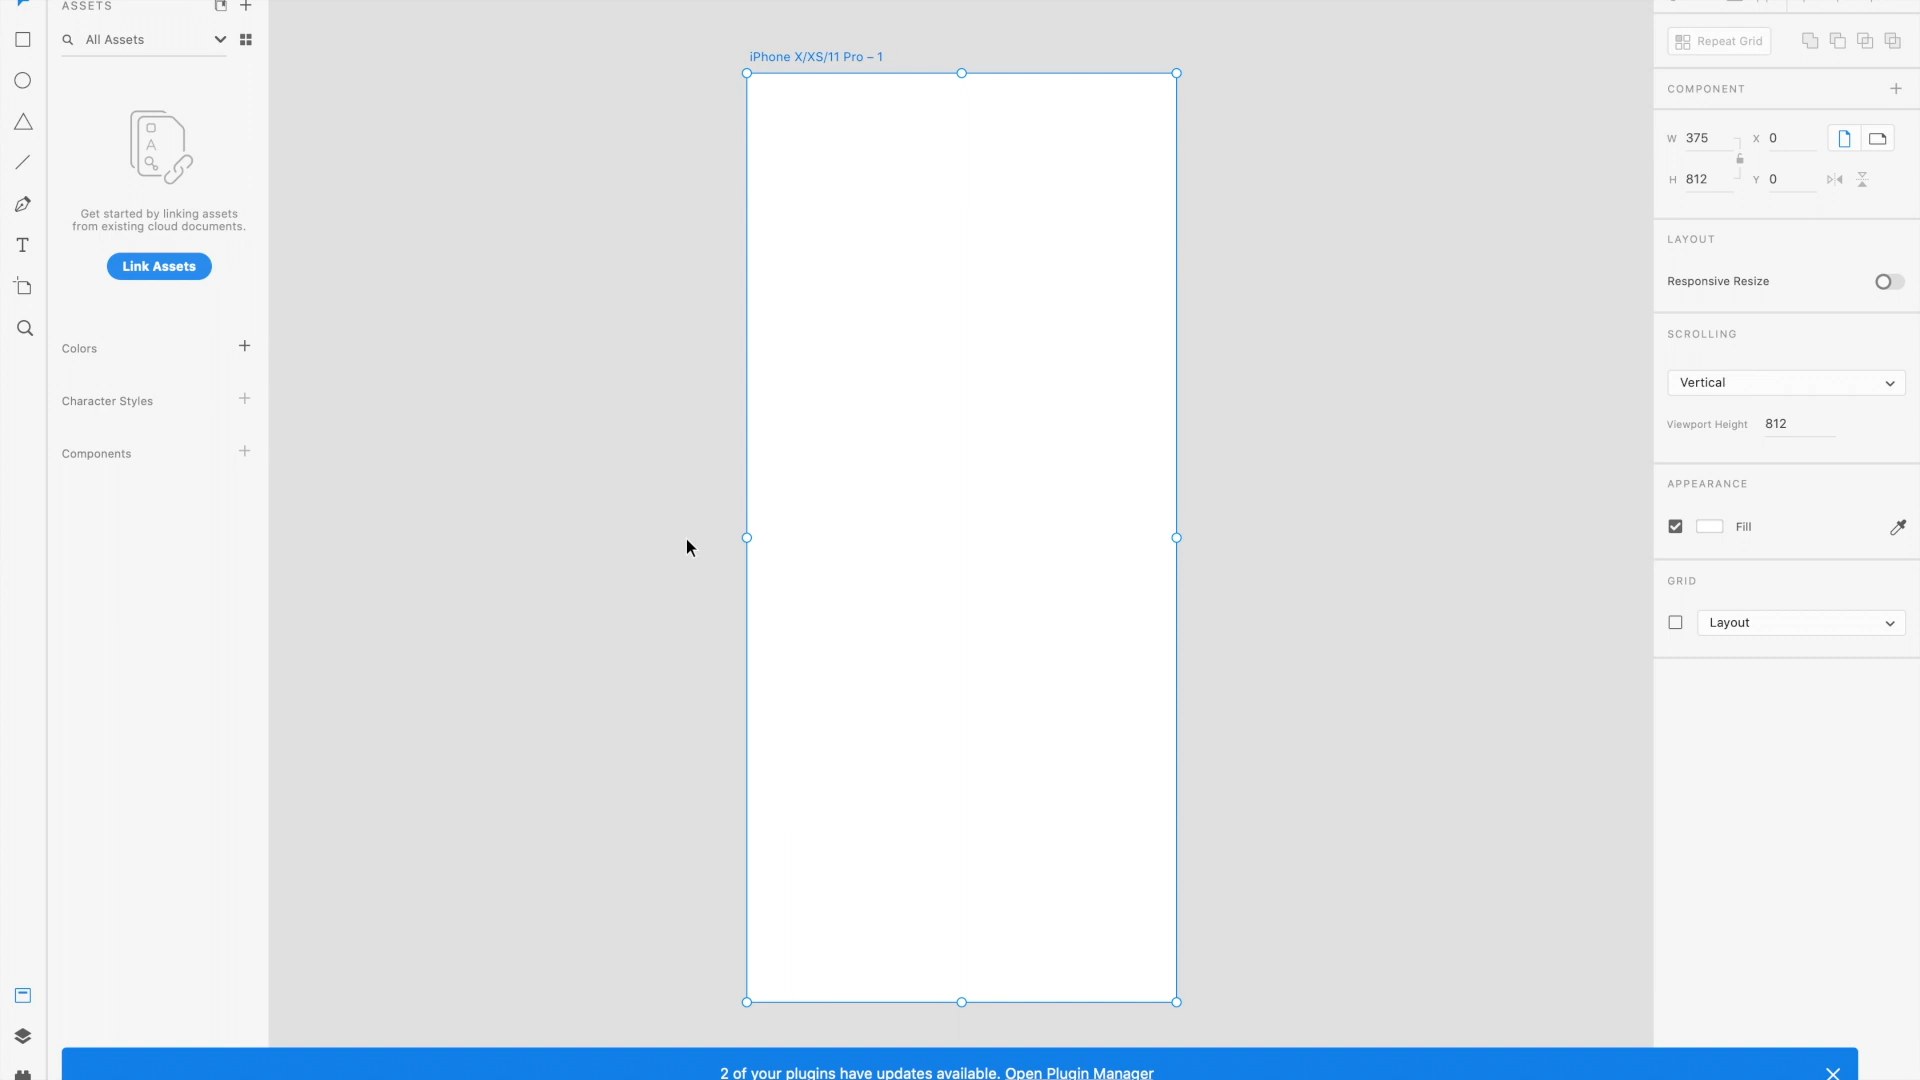 ASSETS
All Assets
Get started by linking assets
from existing cloud documents.
Link Assets
Colors
Character Styles
Components
iPhone X/XS/11 Pro – 1
Repeat Grid
COMPONENT
W 375 X 0
H 812 Y 0
LAYOUT
Responsive Resize
SCROLLING
Vertical
Viewport Height 812
APPEARANCE
Fill
GRID
Layout
2 of your plugins have updates available. Open Plugin Manager